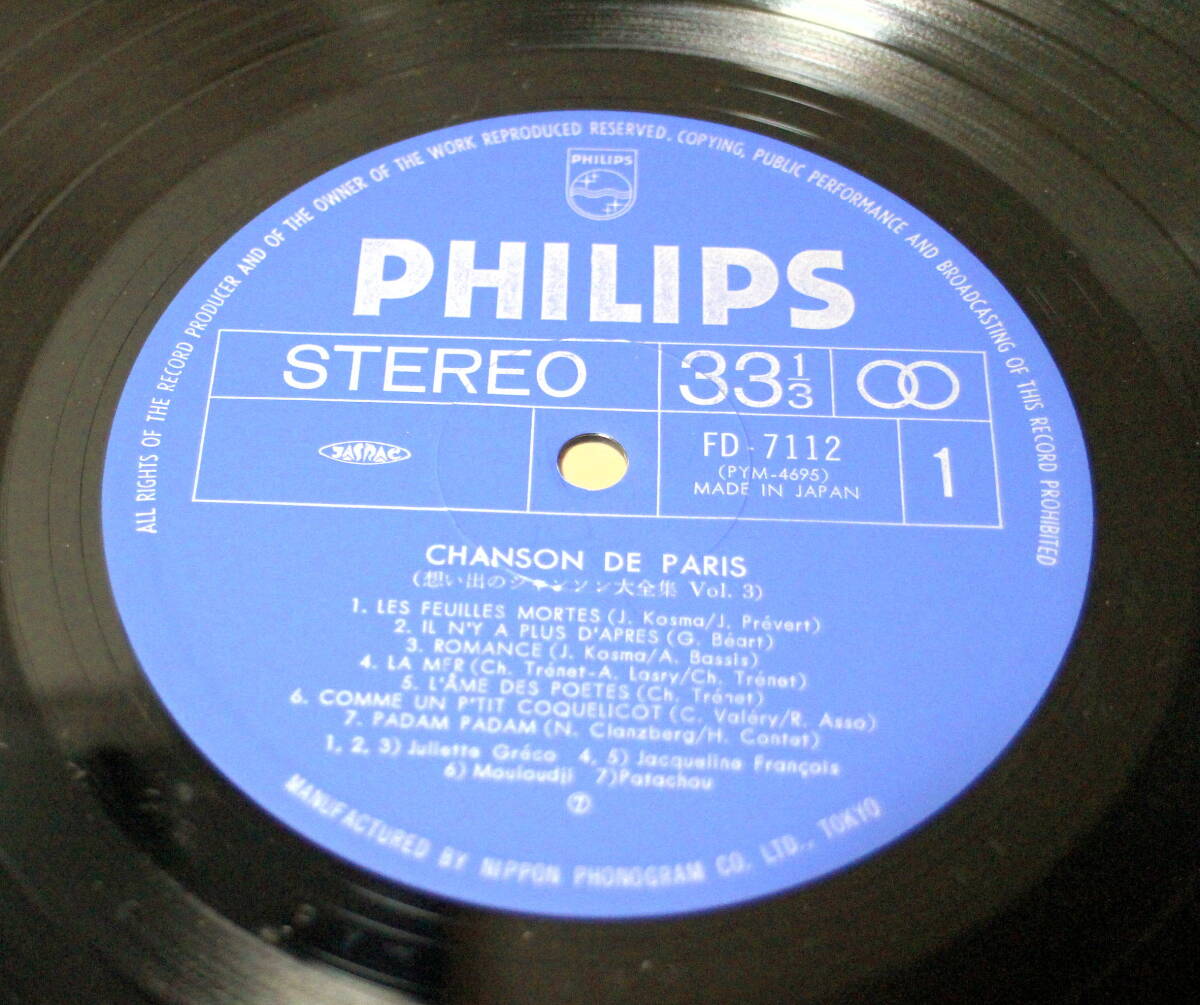 ALL RIGHTS OF THE RECORD PRODUCER AND OF THE OWNER OF THE WORK REPRODUCED RESERVED. COPYING, PUBLIC PERFORMANCE AND BROADCASTING OF THIS RECORD PROHIBITED
PHILIPS
PHILIPS
STEREO 33 1/3
JASRAC FD 7112 1
(PYM-4695)
MADE IN JAPAN
CHANSON DE PARIS
(想い出のシャンソン大全集 Vol. 3)
1. LES FEUILLES MORTES (J. Kosma/J. Prévert)
2. IL N'Y A PLUS D'APRES (G. Béart)
3. ROMANCE (J. Kosma/A. Bassis)
4. LA MER (Ch. Trénet-A. Lasry/Ch. Trénet)
5. L'ÂME DES POETES (Ch. Trénet)
6. COMME UN P'TIT COQUELICOT (C. Valéry/R. Asso)
7. PADAM PADAM (N. Glanzberg/H. Contet)
1, 2, 3) Juliette Gréco 4, 5) Jacqueline François
6) Mouloudji 7) Patachou
MANUFACTURED BY NIPPON PHONOGRAM CO. LTD., TOKYO